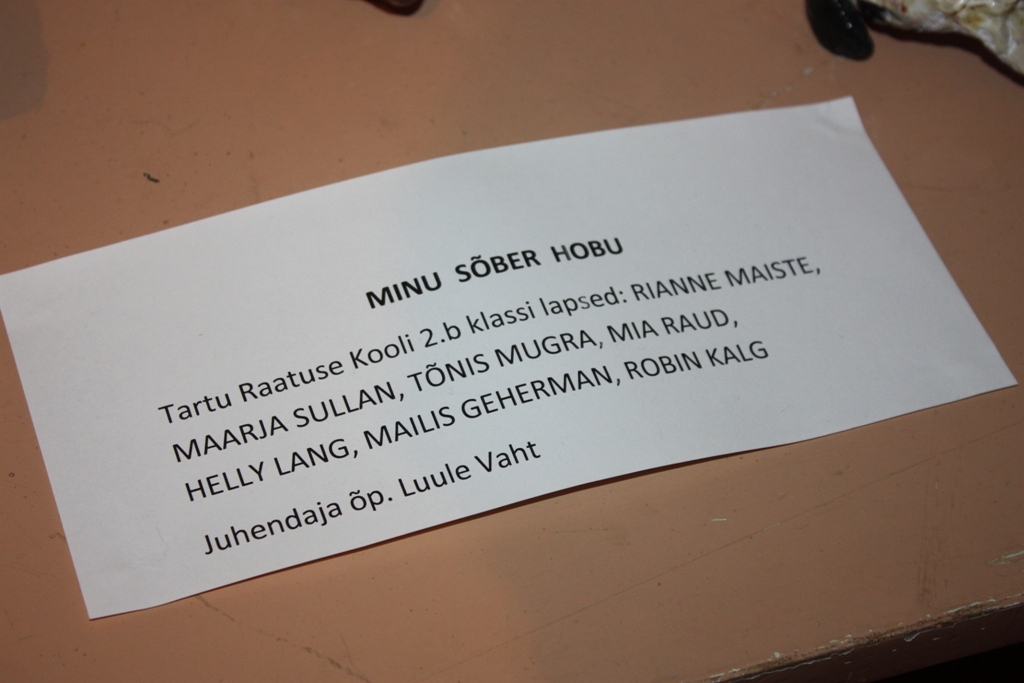 MINU SÕBER HOBU
Tartu Raatuse Kooli 2.b klassi lapsed: RIANNE MAISTE,
MAARJA SULLAN, TÕNIS MUGRA, MIA RAUD,
HELLY LANG, MAILIS GEHERMAN, ROBIN KALG
Juhendaja õp. Luule Vaht